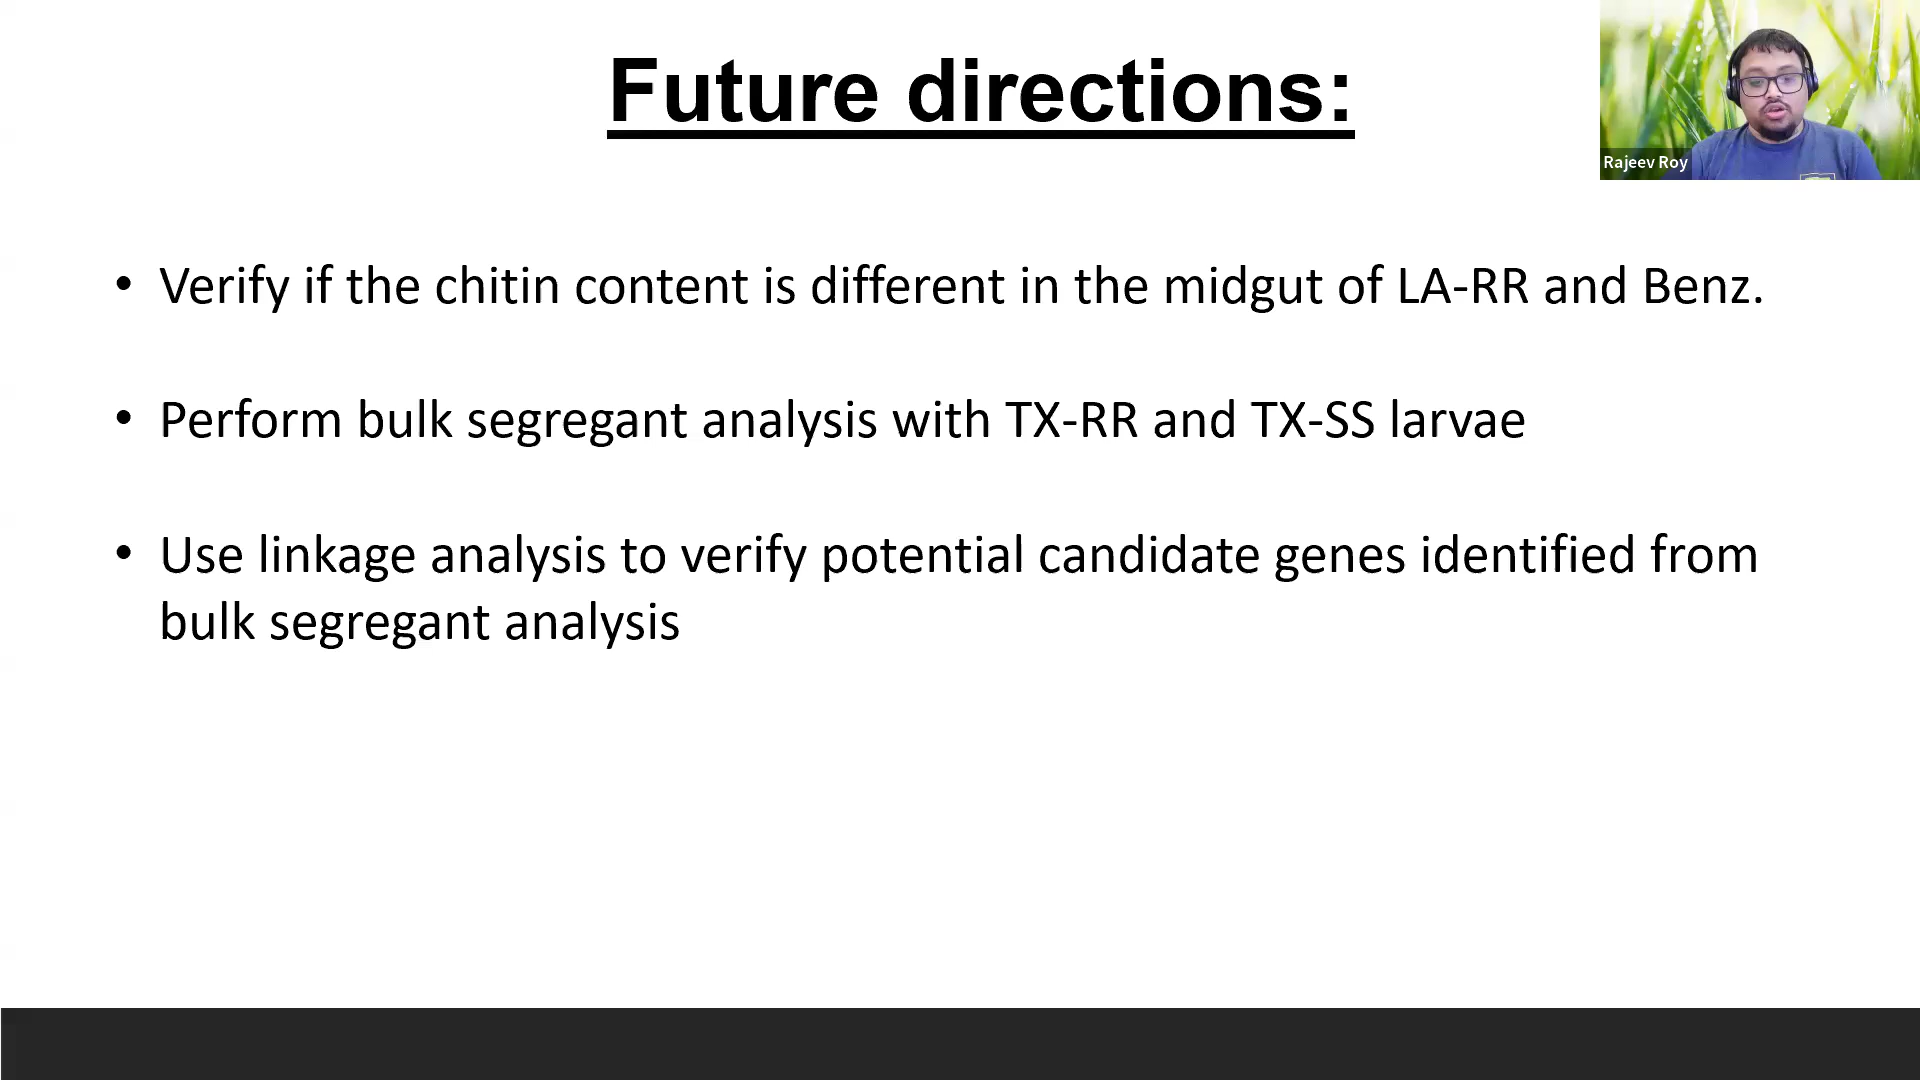 Future directions:
Rajeev Roy
• Verify if the chitin content is different in the midgut of LA-RR and Benz.
• Perform bulk segregant analysis with TX-RR and TX-SS larvae
• Use linkage analysis to verify potential candidate genes identified from
bulk segregant analysis